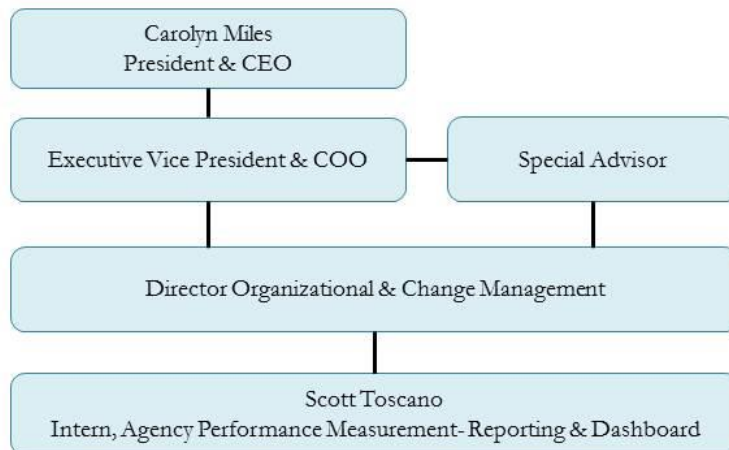 Carolyn Miles
President & CEO
Executive Vice President & COO
Special Advisor
Director Organizational & Change Management
Scott Toscano
Intern, Agency Performance Measurement- Reporting & Dashboard